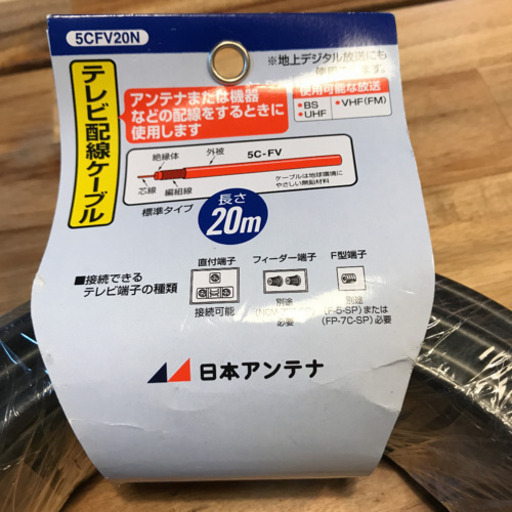 5CFV20N
テレビ配線ケーブル
※地上デジタル放送にも
アンテナまたは機器
などの配線をするときに
使用します
使用可能な放送
•BS •VHF(FM)
•UHF
絶縁体 外被 5C-FV
芯線 編組線
ケーブルは地球環境に
やさしい無鉛材料
標準タイプ
長さ
20m
■接続できる
テレビ端子の種類
直付端子
接続可能
フィーダー端子
別途
必要
F型端子
別途
(F-5-SP)または
(FP-7C-SP)必要
日本アンテナ